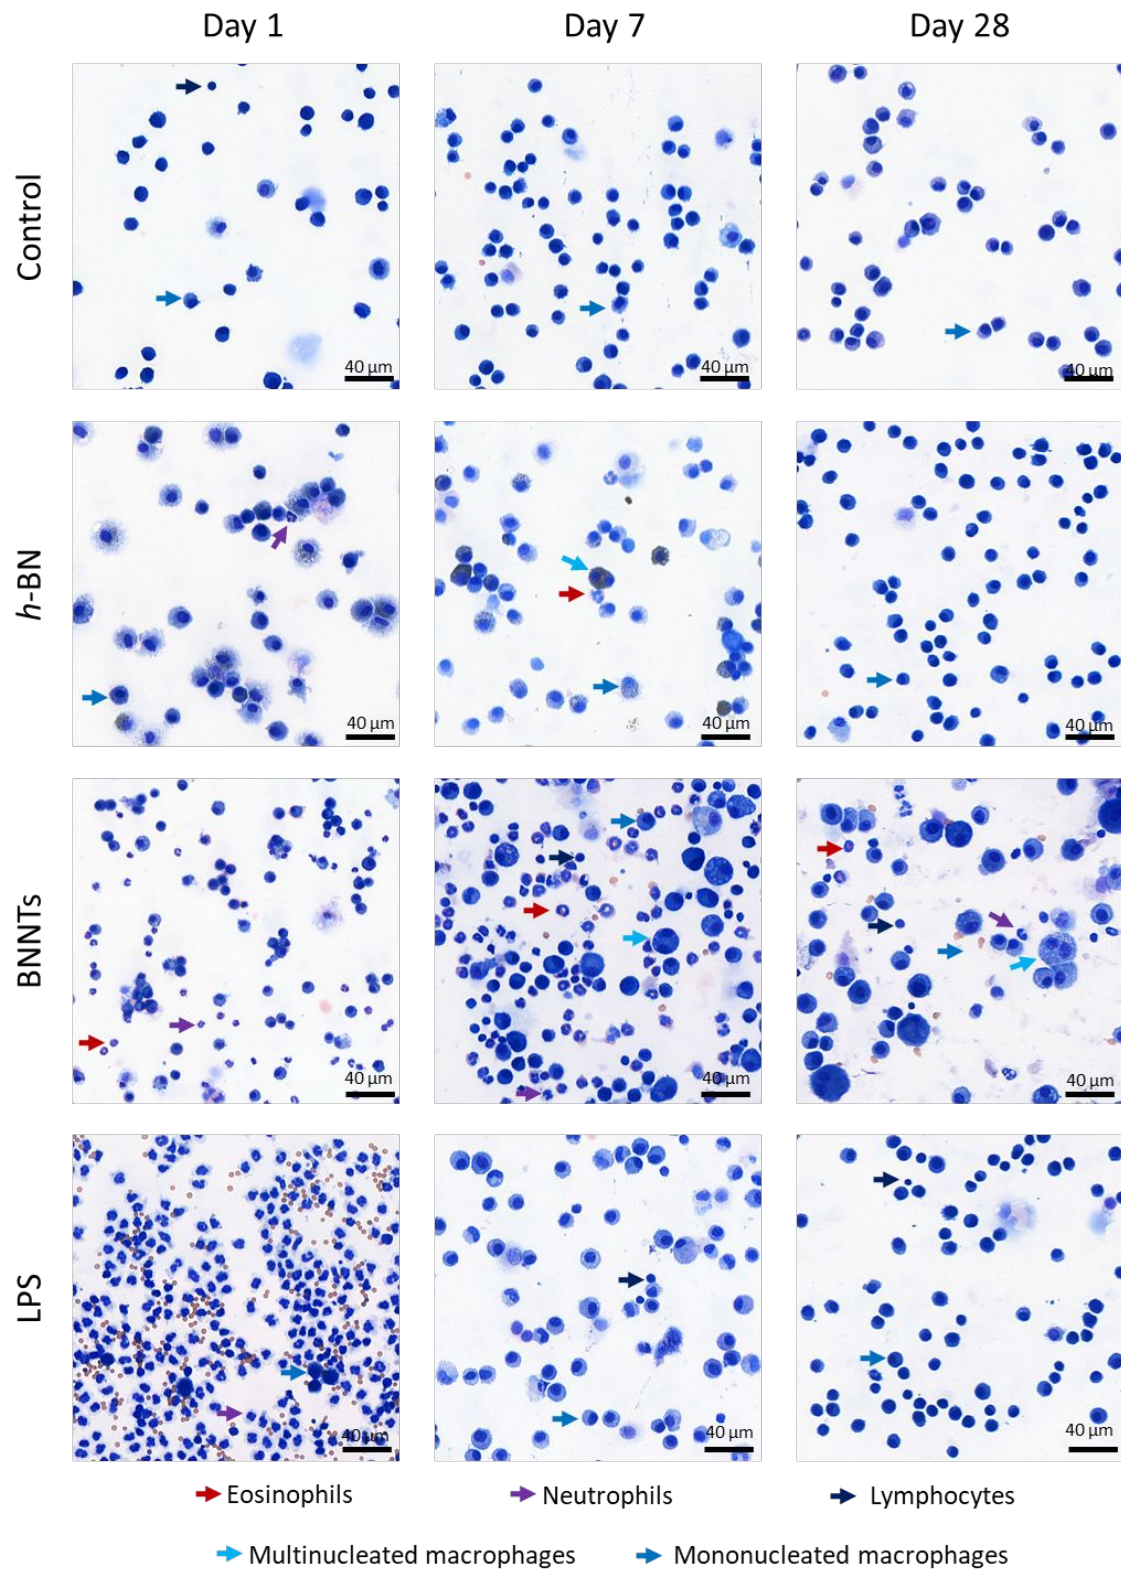 Day 1 Day 7 Day 28
Control
40 µm 40 µm 40 µm
h-BN
40 µm 40 µm 40 µm
BNNTs
40 µm 40 µm 40 µm
LPS
40 µm 40 µm 40 µm
Eosinophils Neutrophils Lymphocytes
Multinucleated macrophages Mononucleated macrophages